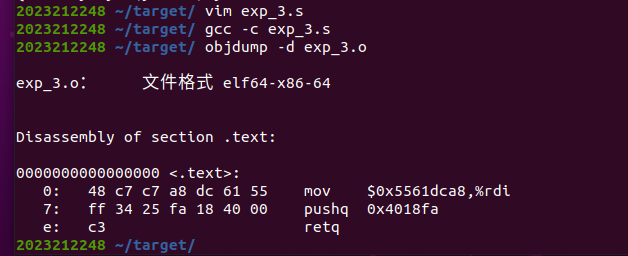 2023212248 ~/target/ vim exp_3.s
2023212248 ~/target/ gcc -c exp_3.s
2023212248 ~/target/ objdump -d exp_3.o
exp_3.o：     文件格式 elf64-x86-64
Disassembly of section .text:
0000000000000000 <.text>:
   0:   48 c7 c7 a8 dc 61 55    mov    $0x5561dca8,%rdi
   7:   ff 34 25 fa 18 40 00    pushq  0x4018fa
   e:   c3                      retq
2023212248 ~/target/